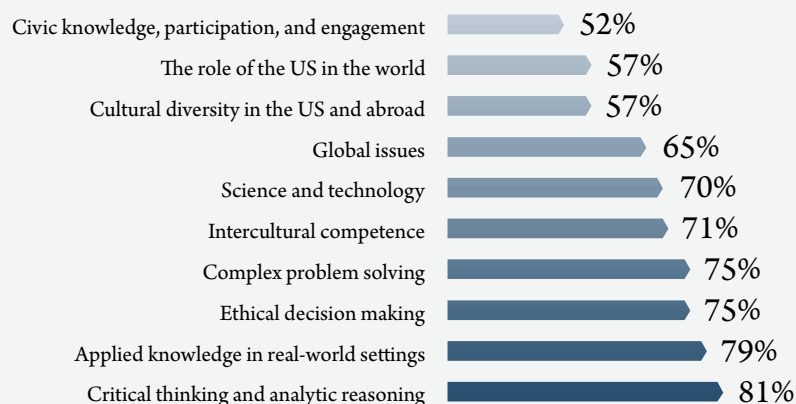 Civic knowledge, participation, and engagement 52%
The role of the US in the world 57%
Cultural diversity in the US and abroad 57%
Global issues 65%
Science and technology 70%
Intercultural competence 71%
Complex problem solving 75%
Ethical decision making 75%
Applied knowledge in real-world settings 79%
Critical thinking and analytic reasoning 81%